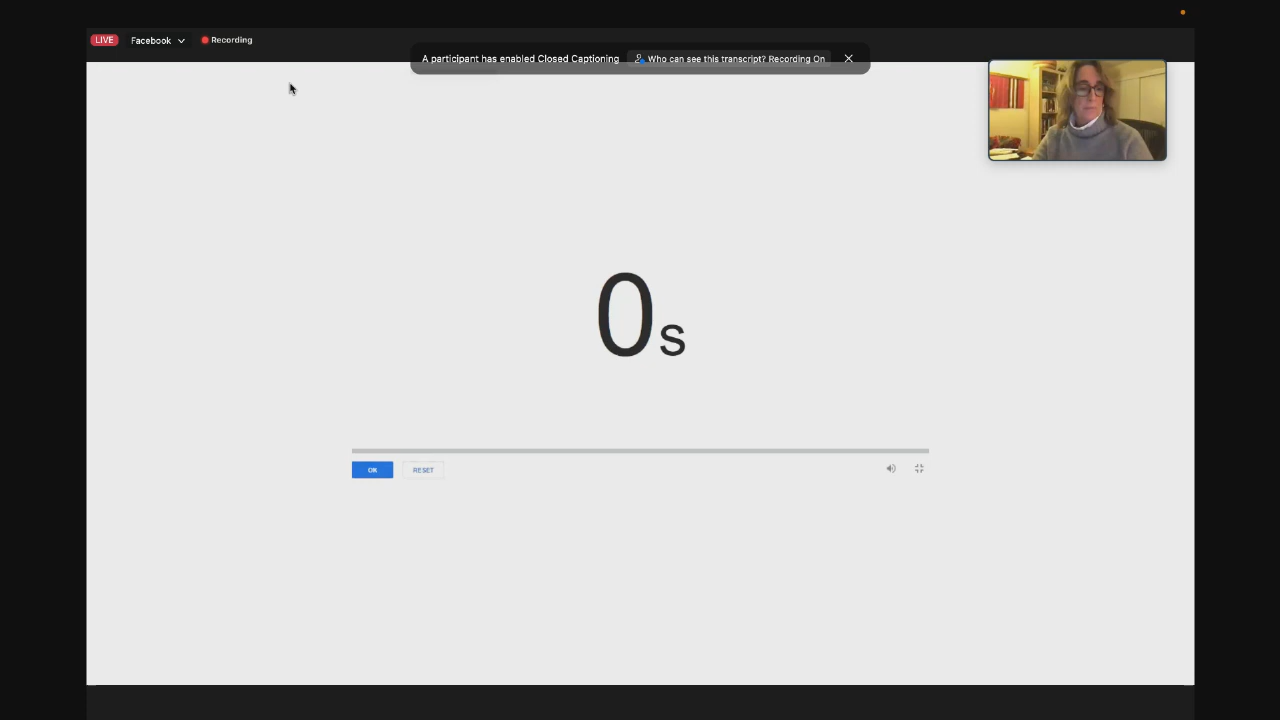 LIVE Facebook Recording
A participant has enabled Closed Captioning Who can see this transcript? Recording On
0s
OK RESET